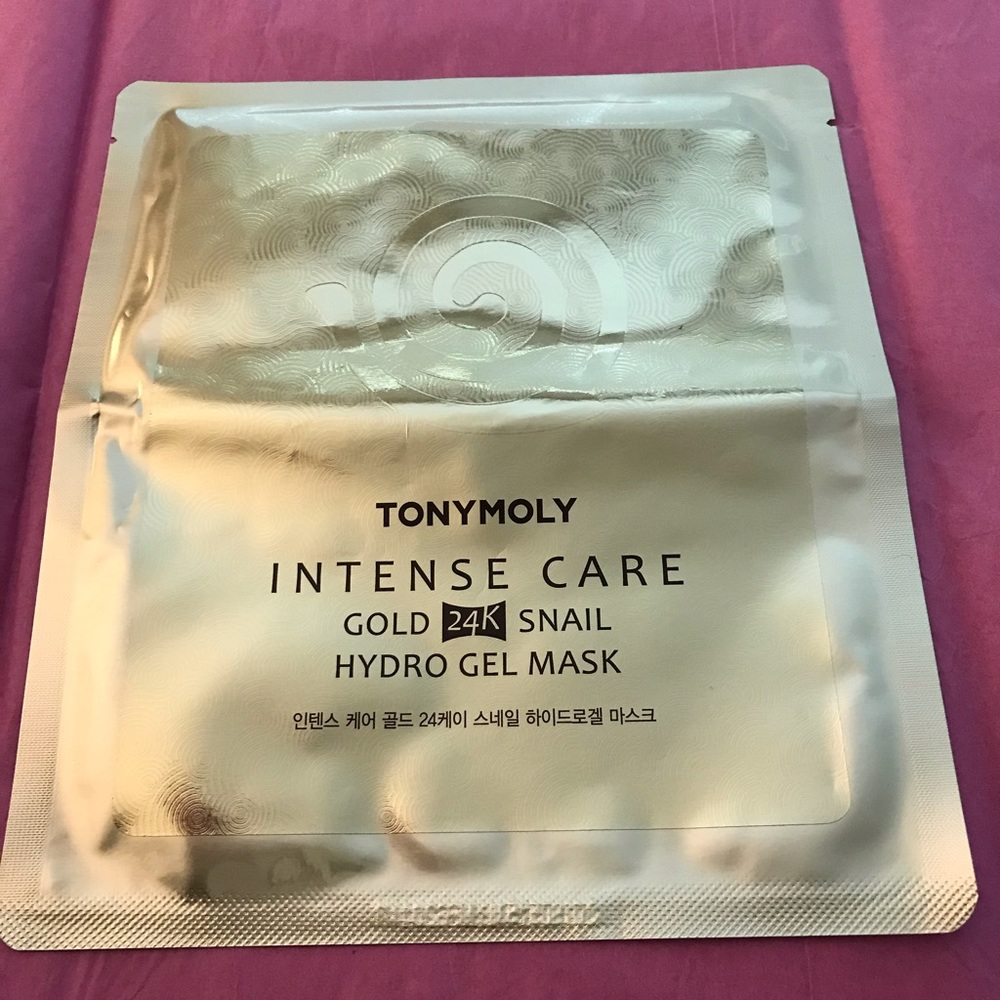 TONYMOLY
INTENSE CARE
GOLD 24K SNAIL
HYDRO GEL MASK
인텐스 케어 골드 24케이 스네일 하이드로겔 마스크